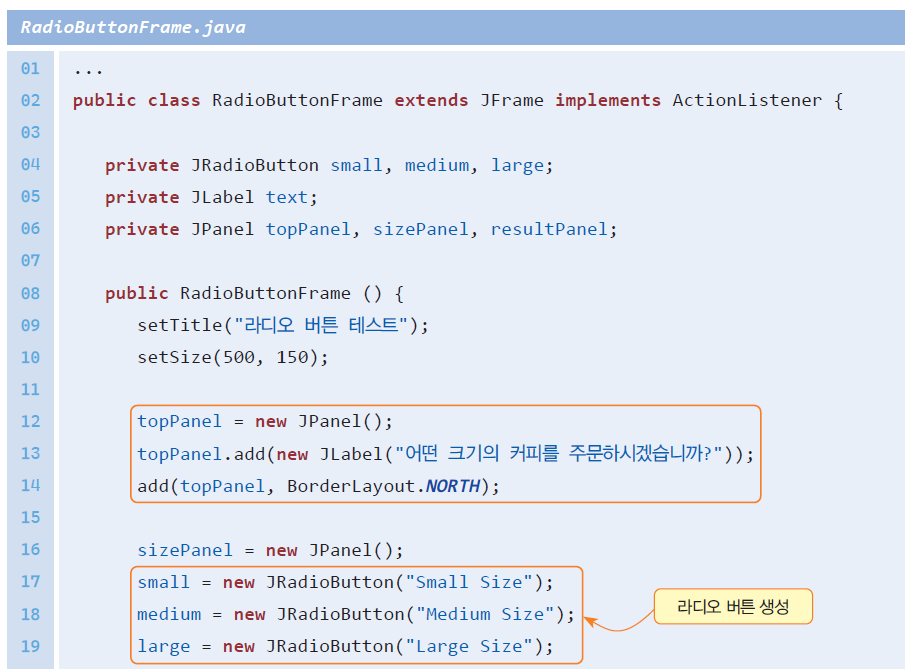 RadioButtonFrame.java
01 ...
02 public class RadioButtonFrame extends JFrame implements ActionListener {
03
04 private JRadioButton small, medium, large;
05 private JLabel text;
06 private JPanel topPanel, sizePanel, resultPanel;
07
08 public RadioButtonFrame () {
09 setTitle("라디오 버튼 테스트");
10 setSize(500, 150);
11
12 topPanel = new JPanel();
13 topPanel.add(new JLabel("어떤 크기의 커피를 주문하시겠습니까?"));
14 add(topPanel, BorderLayout.NORTH);
15
16 sizePanel = new JPanel();
17 small = new JRadioButton("Small Size");
18 medium = new JRadioButton("Medium Size");
라디오 버튼 생성
19 large = new JRadioButton("Large Size");